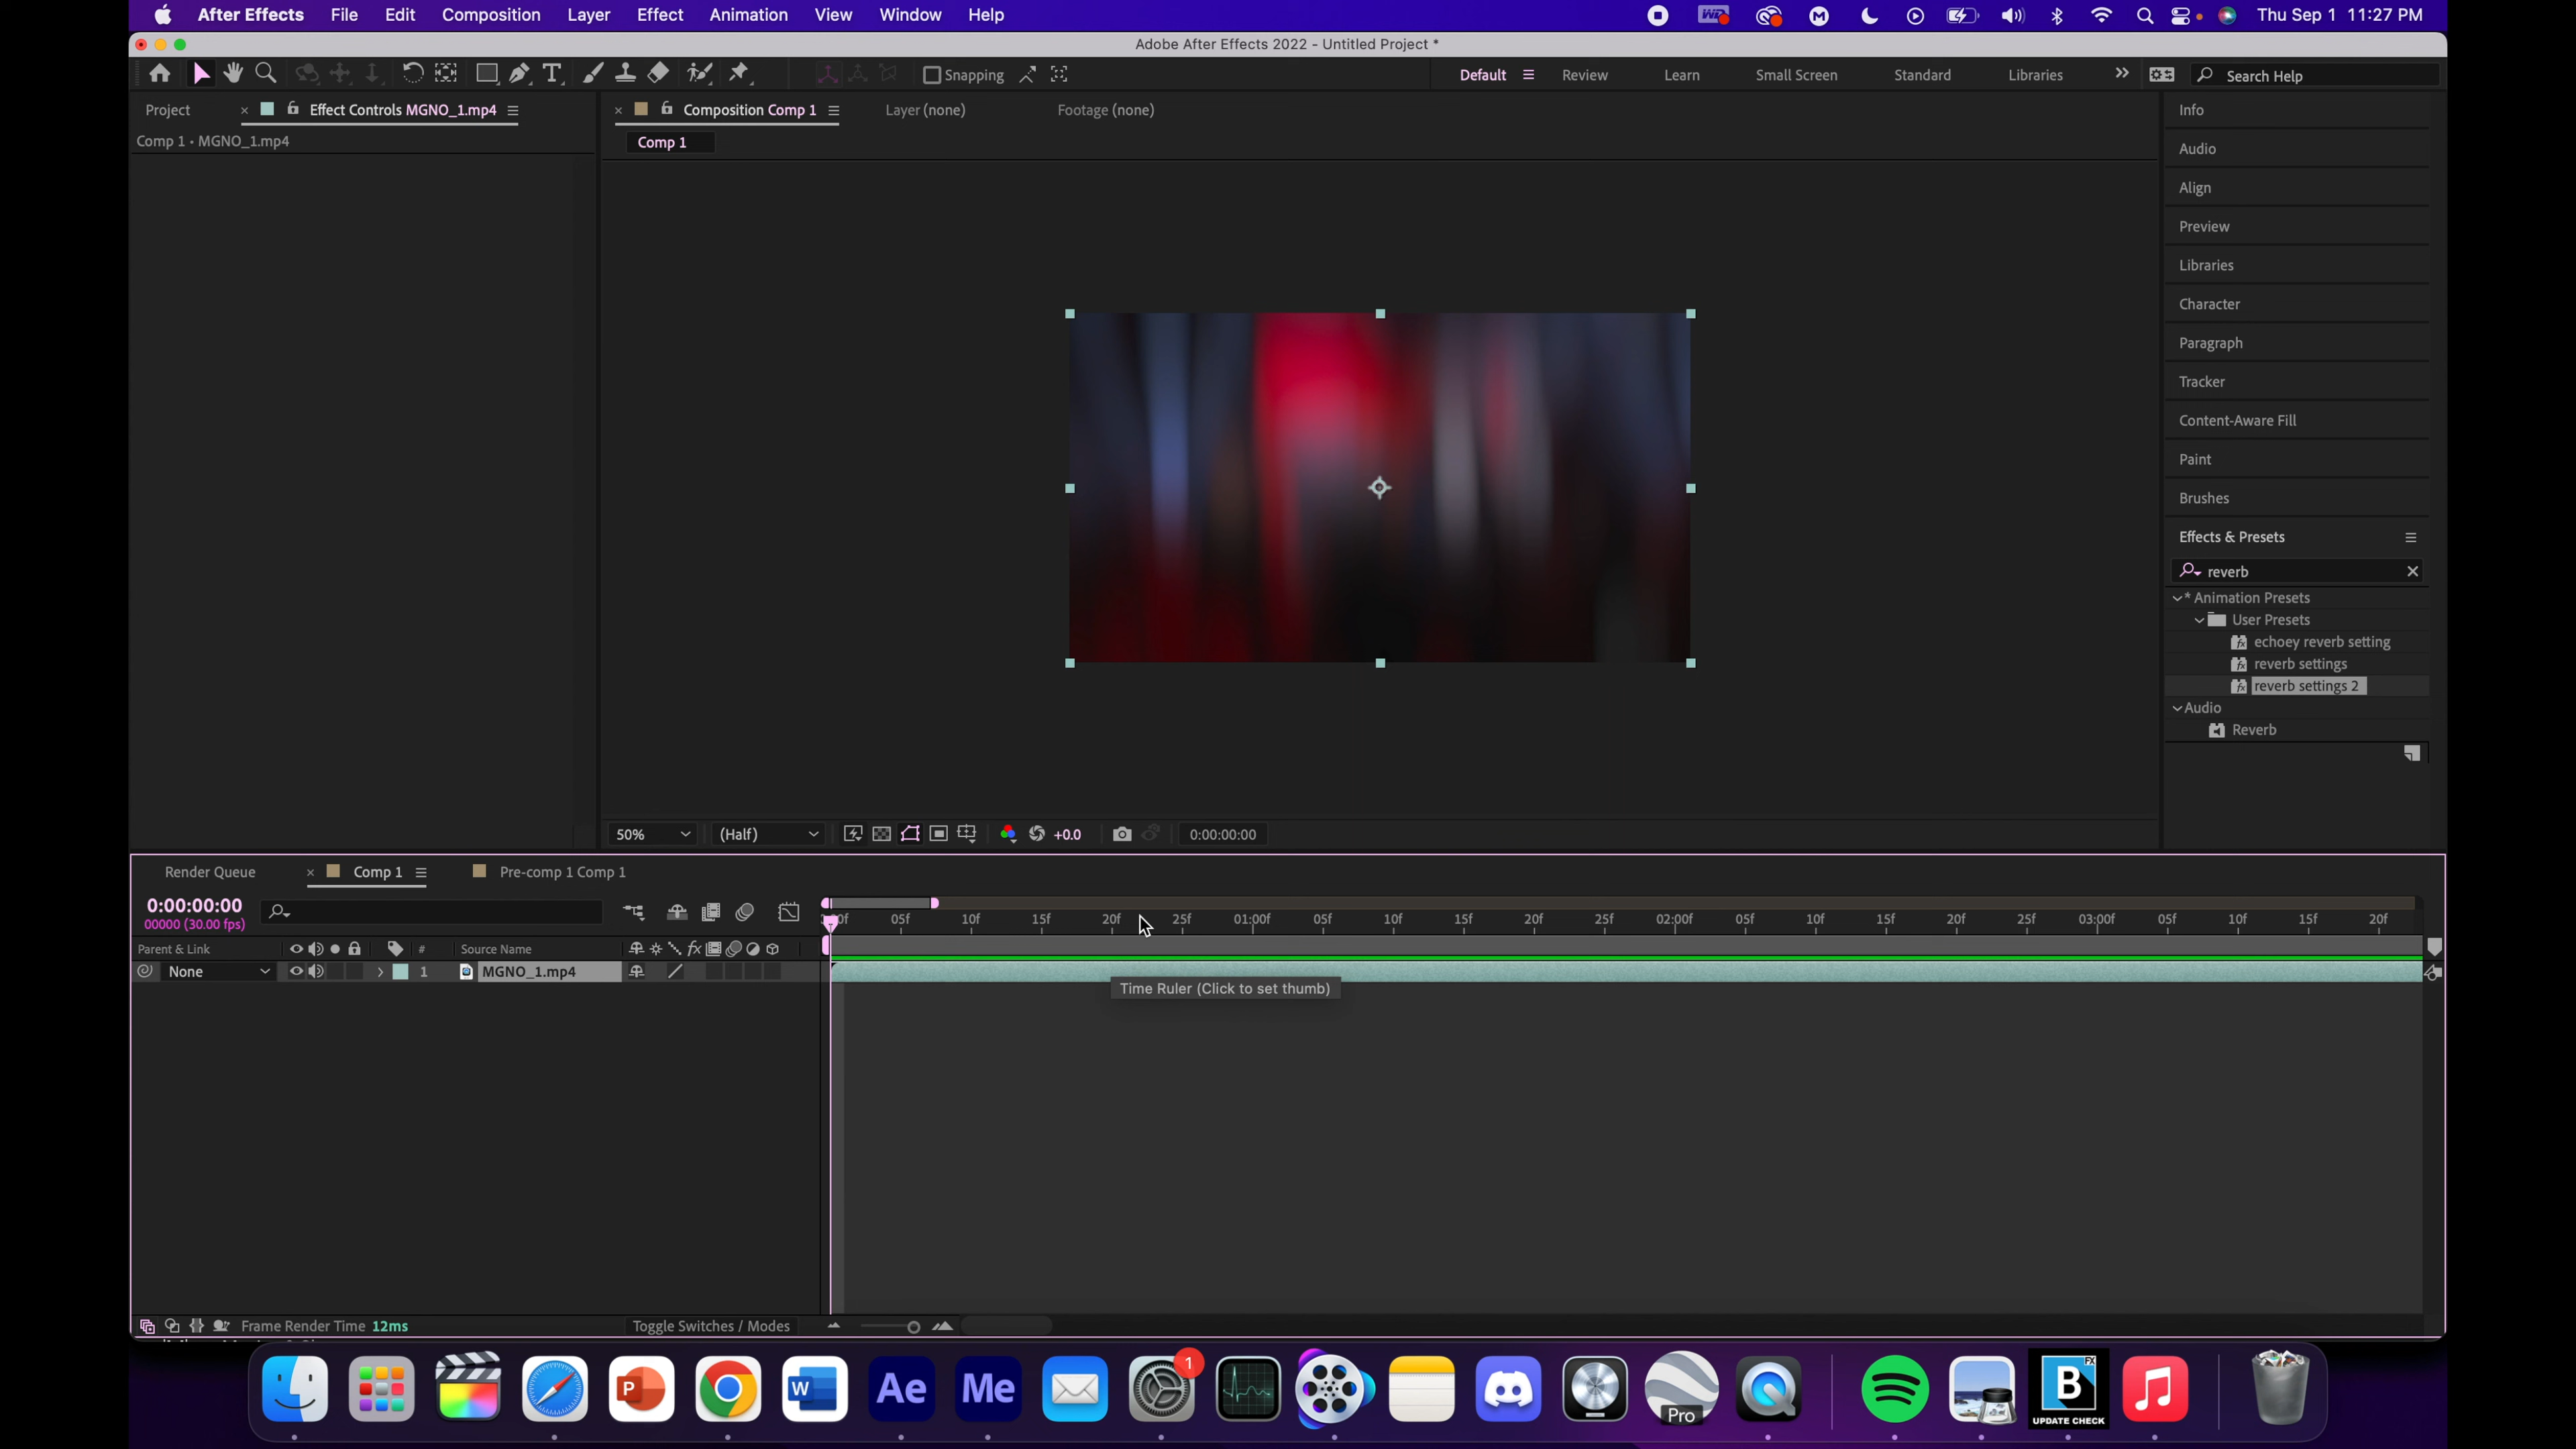 After Effects File Edit Composition Layer Effect Animation View Window Help Thu Sep 1 11:27 PM
Adobe After Effects 2022 - Untitled Project *
Snapping Default Review Learn Small Screen Standard Libraries Search Help
Project Effect Controls MGNO_1.mp4
Composition Comp 1 Layer (none) Footage (none)
Comp 1 • MGNO_1.mp4
Comp 1
Info
Audio
Align
Preview
Libraries
Character
Paragraph
Tracker
Content-Aware Fill
Paint
Brushes
Effects & Presets
reverb
* Animation Presets
User Presets
echoey reverb setting
reverb settings
reverb settings 2
Audio
Reverb
50% (Half) +0.0 0:00:00:00
Render Queue Comp 1 Pre-comp 1 Comp 1
0:00:00:00
00000 (30.00 fps)
05f 10f 15f 20f 25f 01:00f 05f 10f 15f 20f 25f 02:00f 05f 10f 15f 20f 25f 03:00f 05f 10f 15f 20f
Parent & Link # Source Name
None 1 MGNO_1.mp4
Time Ruler (Click to set thumb)
Frame Render Time 12ms Toggle Switches / Modes
1
P W Ae Me Pro B FX
UPDATE CHECK